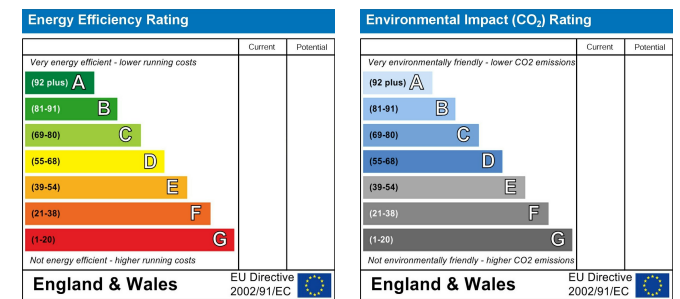 Energy Efficiency Rating
Current Potential
Very energy efficient - lower running costs
(92 plus) A
(81-91) B
(69-80) C
(55-68) D
(39-54) E
(21-38) F
(1-20) G
Not energy efficient - higher running costs
England & Wales
EU Directive
2002/91/EC
Environmental Impact (CO₂) Rating
Current Potential
Very environmentally friendly - lower CO2 emissions
(92 plus) A
(81-91) B
(69-80) C
(55-68) D
(39-54) E
(21-38) F
(1-20) G
Not environmentally friendly - higher CO2 emissions
England & Wales
EU Directive
2002/91/EC